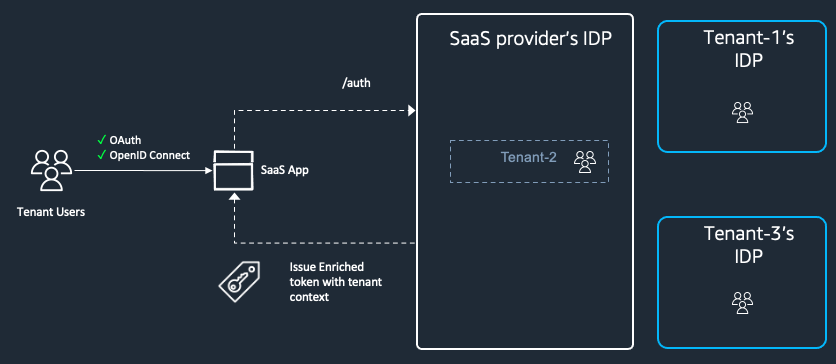 SaaS provider's IDP
Tenant-1's
IDP
/auth
✓ OAuth
✓ OpenID Connect
SaaS App
Tenant Users
Tenant-2
Tenant-3's
IDP
Issue Enriched
token with tenant
context